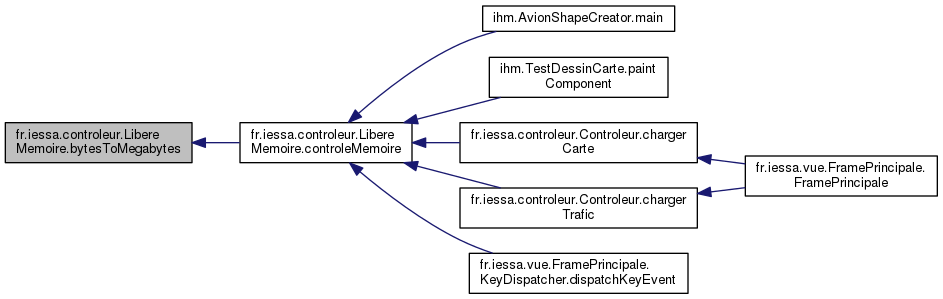 ihm.AvionShapeCreator.main
ihm.TestDessinCarte.paint
Component
fr.iessa.controleur.Libere
Memoire.bytesToMegabytes
fr.iessa.controleur.Libere
Memoire.controleMemoire
fr.iessa.controleur.Controleur.charger
Carte
fr.iessa.vue.FramePrincipale.
FramePrincipale
fr.iessa.controleur.Controleur.charger
Trafic
fr.iessa.vue.FramePrincipale.
KeyDispatcher.dispatchKeyEvent